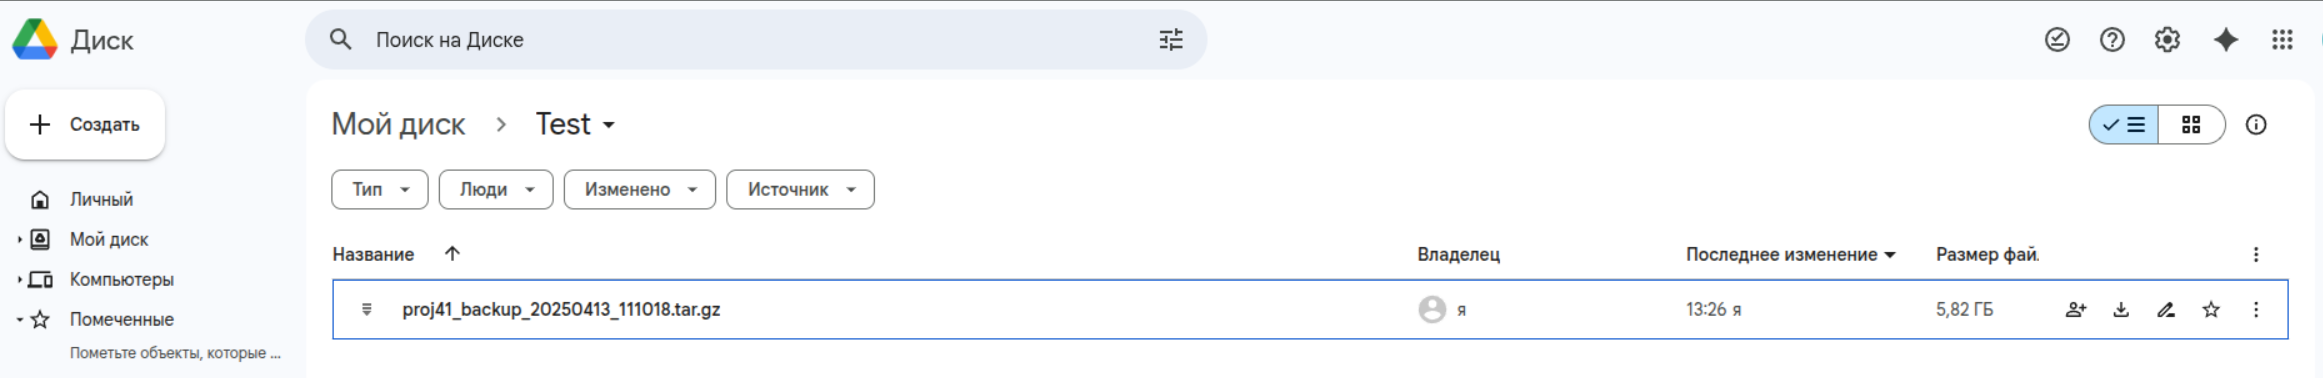 Диск
Поиск на Диске
Создать
Мой диск
Test
Тип
Люди
Изменено
Источник
Личный
Мой диск
Компьютеры
Помеченные
Пометьте объекты, которые ...
Название
Владелец
Последнее изменение
Размер фай
proj41_backup_20250413_111018.tar.gz
я
13:26 я
5,82 ГБ